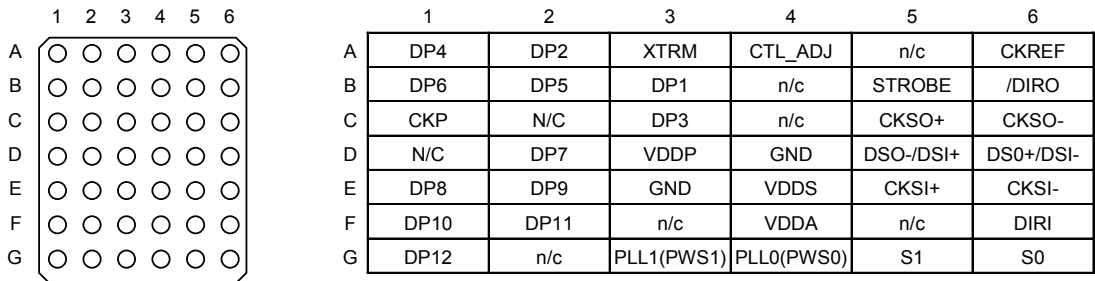 1 2 3 4 5 6
A
B
C
D
E
F
G
1 2 3 4 5 6
A DP4 DP2 XTRM CTL_ADJ n/c CKREF
B DP6 DP5 DP1 n/c STROBE /DIRO
C CKP N/C DP3 n/c CKSO+ CKSO-
D N/C DP7 VDDP GND DSO-/DSI+ DS0+/DSI-
E DP8 DP9 GND VDDS CKSI+ CKSI-
F DP10 DP11 n/c VDDA n/c DIRI
G DP12 n/c PLL1(PWS1) PLL0(PWS0) S1 S0